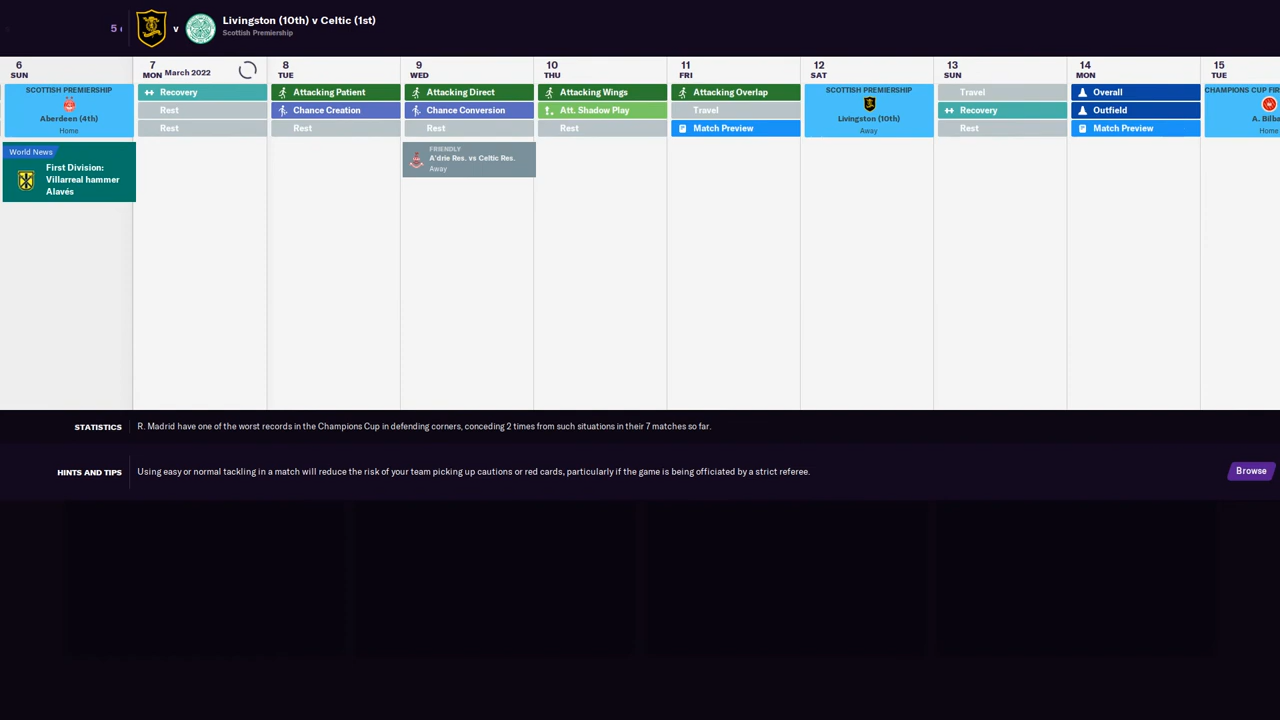 5
v
Livingston (10th) v Celtic (1st)
Scottish Premiership
6
SUN
7
MON March 2022
8
TUE
9
WED
10
THU
11
FRI
12
SAT
13
SUN
14
MON
15
TUE
SCOTTISH PREMIERSHIP
Aberdeen (4th)
Home
Recovery
Rest
Rest
Attacking Patient
Chance Creation
Rest
Attacking Direct
Chance Conversion
Rest
Attacking Wings
Att. Shadow Play
Rest
Attacking Overlap
Travel
Match Preview
SCOTTISH PREMIERSHIP
Livingston (10th)
Away
Travel
Recovery
Rest
Overall
Outfield
Match Preview
CHAMPIONS CUP FIR
A. Bilba
Home
World News
First Division:
Villarreal hammer
Alavés
FRIENDLY
A'drie Res. vs Celtic Res.
Away
STATISTICS
R. Madrid have one of the worst records in the Champions Cup in defending corners, conceding 2 times from such situations in their 7 matches so far.
HINTS AND TIPS
Using easy or normal tackling in a match will reduce the risk of your team picking up cautions or red cards, particularly if the game is being officiated by a strict referee.
Browse